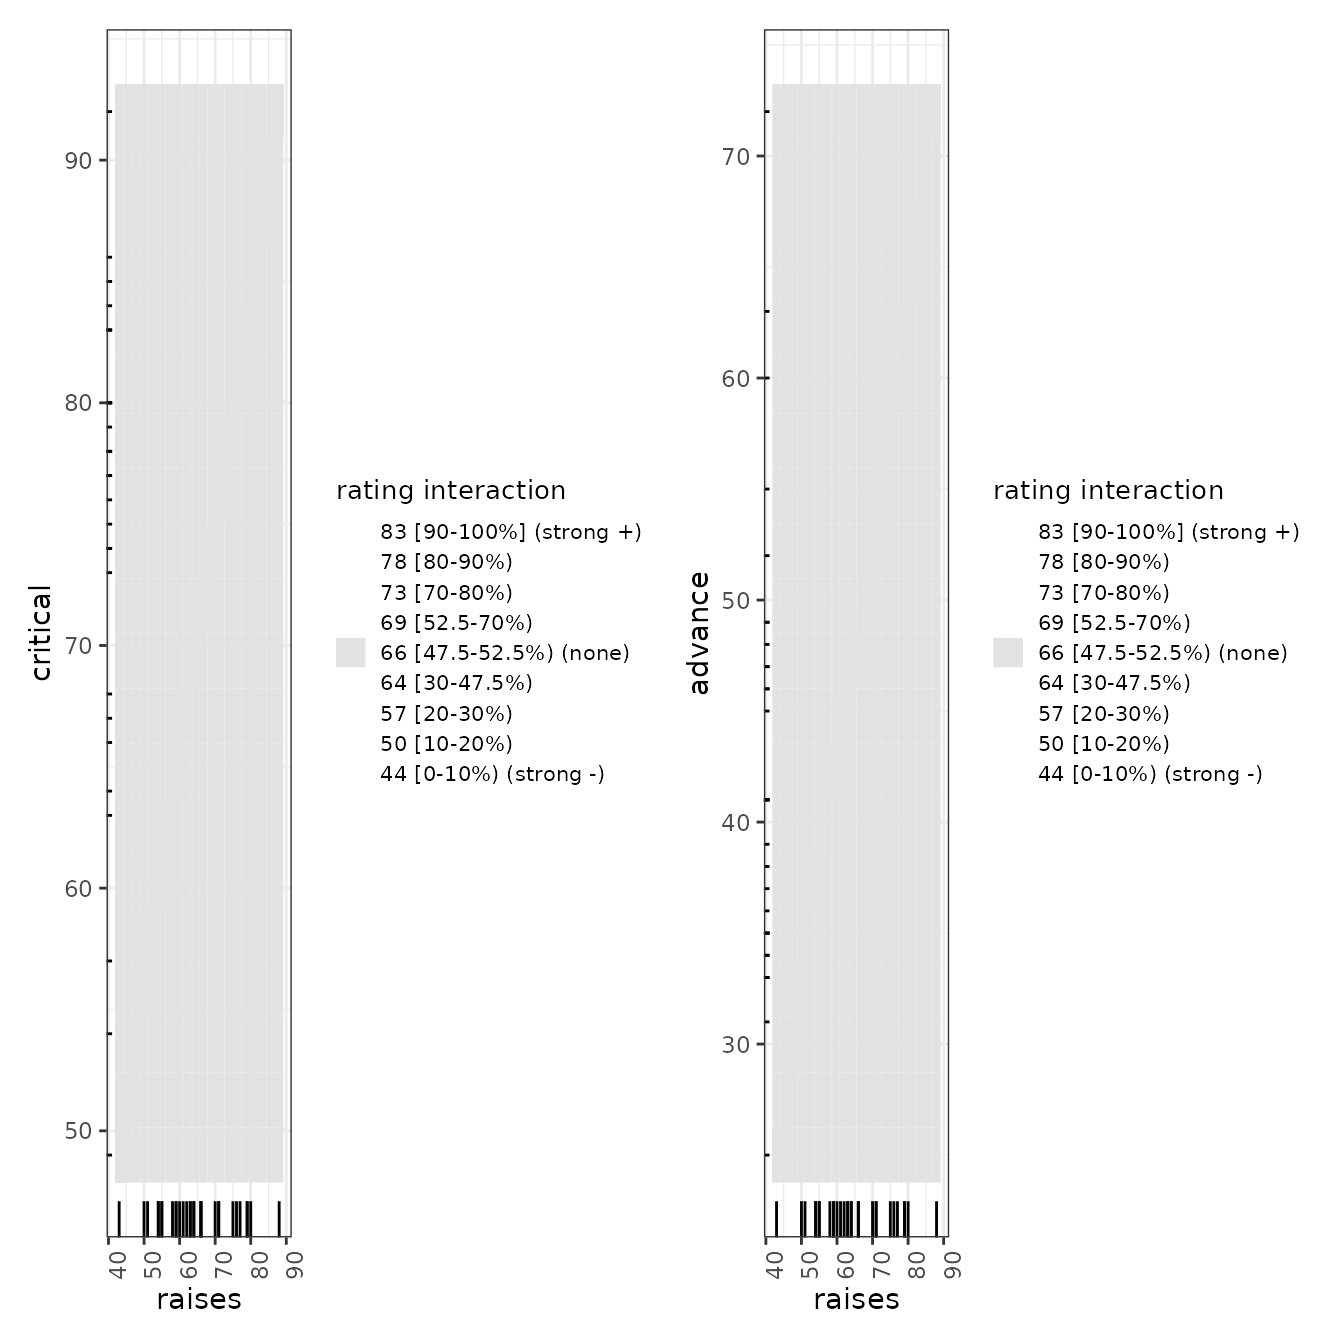 90
80
70
60
50
critical
40
50
60
70
80
90
raises
rating interaction
83 [90-100%] (strong +)
78 [80-90%)
73 [70-80%)
69 [52.5-70%)
66 [47.5-52.5%) (none)
64 [30-47.5%)
57 [20-30%)
50 [10-20%)
44 [0-10%) (strong -)
70
60
50
40
30
advance
40
50
60
70
80
90
raises
rating interaction
83 [90-100%] (strong +)
78 [80-90%)
73 [70-80%)
69 [52.5-70%)
66 [47.5-52.5%) (none)
64 [30-47.5%)
57 [20-30%)
50 [10-20%)
44 [0-10%) (strong -)